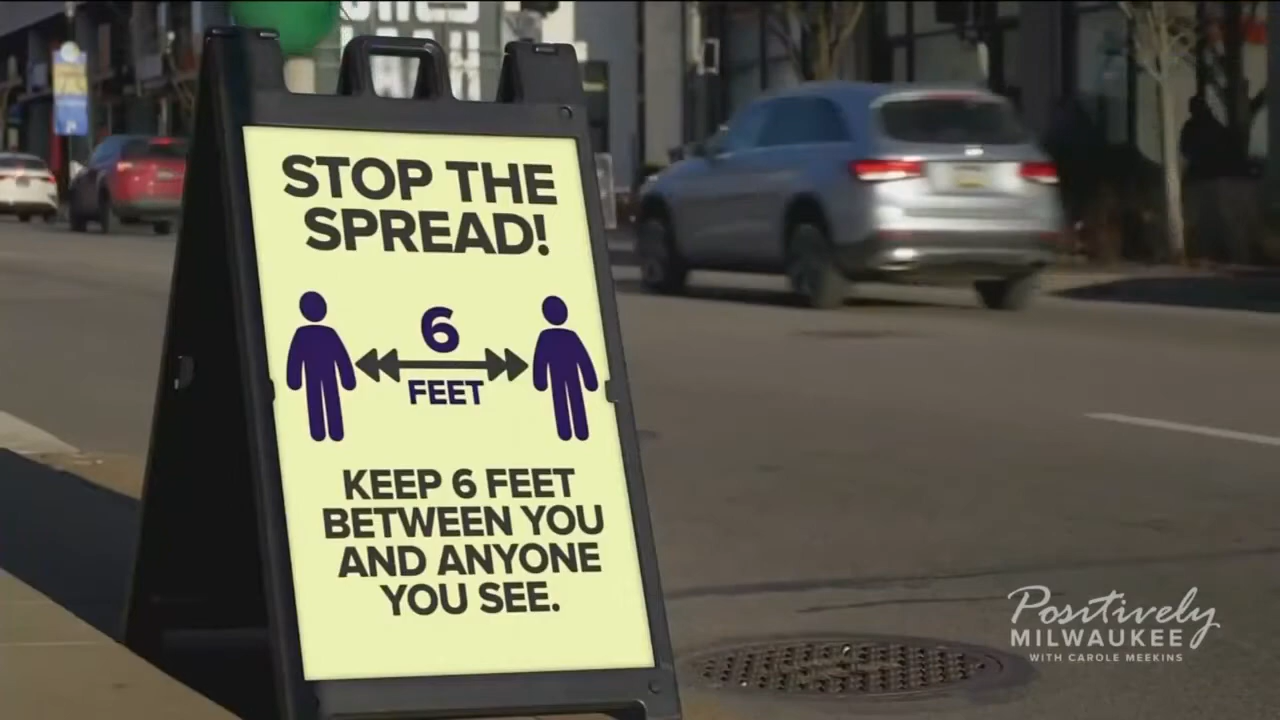 STOP THE
SPREAD!
6
FEET
KEEP 6 FEET
BETWEEN YOU
AND ANYONE
YOU SEE.
Positively
MILWAUKEE
WITH CAROLE MEEKINS